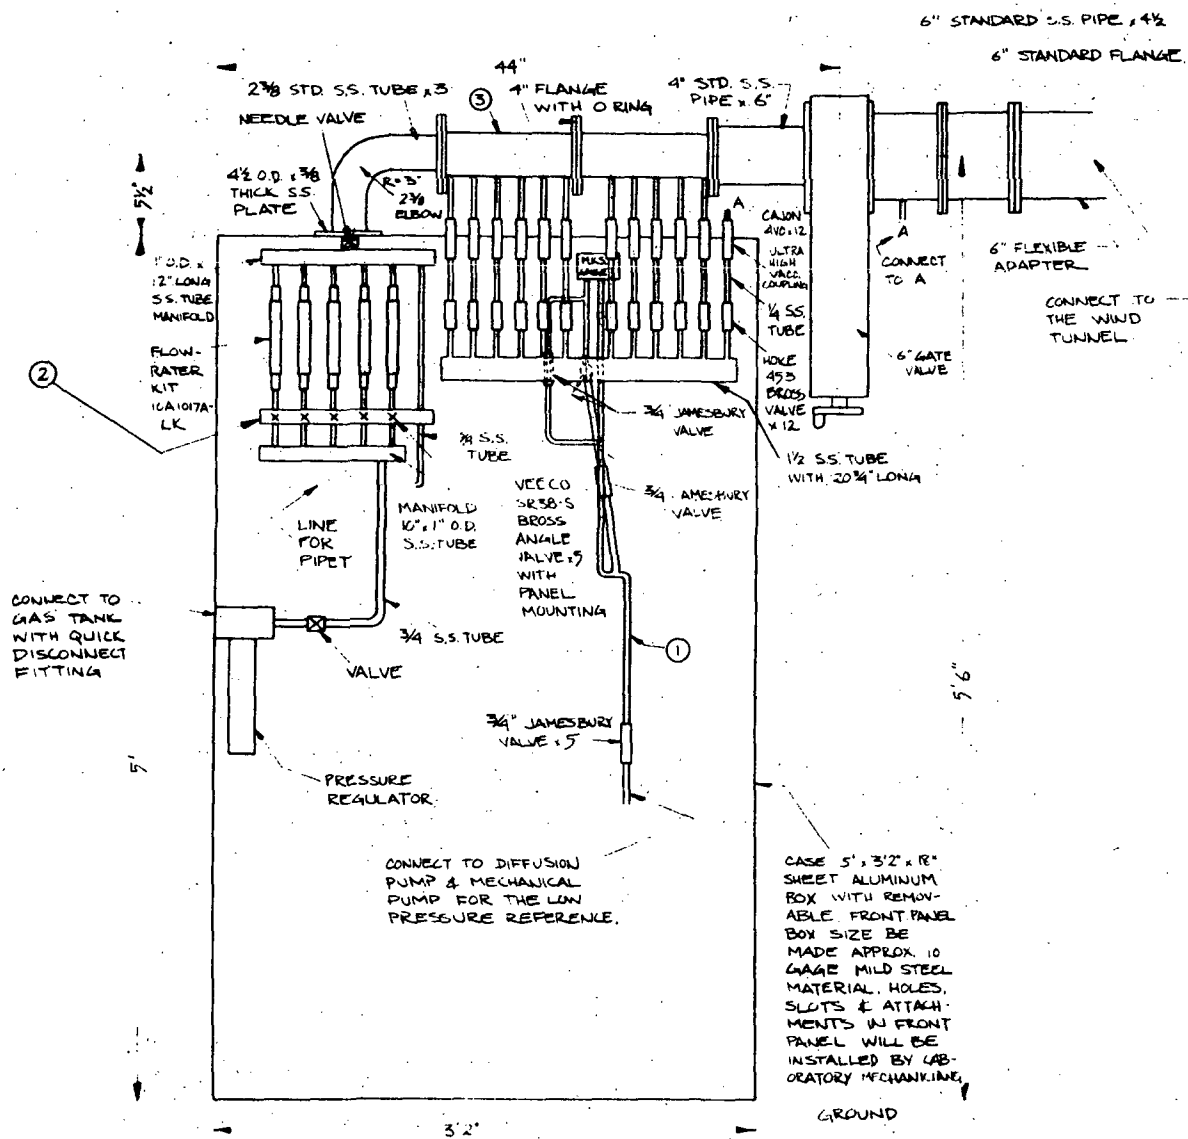 6" STANDARD S.S. PIPE x 4½
6" STANDARD FLANGE
44"
2⅜ STD. S.S. TUBE x 3
NEEDLE VALVE
3
4" FLANGE
WITH O RING
4" STD. S.S.
PIPE x 6"
5½"
4½ O.D. x ⅜
THICK S.S.
PLATE
R=3"
2⅜
ELBOW
A
CAJON
4VC x 12
ULTRA
HIGH
VACC.
COUPLING
A
CONNECT
TO A
6" FLEXIBLE
ADAPTER
CONNECT TO
THE WIND
TUNNEL
1" O.D. x
12" LONG
S.S. TUBE
MANIFOLD
M.K.S.
GAGE
¼ S.S.
TUBE
FLOW-
RATER
KIT
10A1017A-
LK
2
HOKE
453
BROSS
VALVE
x 12
6" GATE
VALVE
¾ JAMESBURY
VALVE
S.S.
TUBE
1½ S.S. TUBE
WITH 20¾" LONG
¾ AMESBURY
VALVE
MANIFOLD
10" x 1" O.D.
S.S. TUBE
VEECO
SR38-S
BROSS
ANGLE
VALVE x 5
WITH
PANEL
MOUNTING
LINE
FOR
PIPET
CONNECT TO
GAS TANK
WITH QUICK
DISCONNECT
FITTING
¾ S.S. TUBE
VALVE
1
5'6"
¾" JAMESBURY
VALVE x 5
5'
PRESSURE
REGULATOR
CONNECT TO DIFFUSION
PUMP & MECHANICAL
PUMP FOR THE LOW
PRESSURE REFERENCE.
CASE 5' x 3'2" x 18"
SHEET ALUMINUM
BOX WITH REMOV-
ABLE FRONT PANEL
BOX SIZE BE
MADE APPROX. 10
GAGE MILD STEEL
MATERIAL. HOLES,
SLOTS & ATTACH-
MENTS IN FRONT
PANEL WILL BE
INSTALLED BY LAB-
ORATORY
GROUND
3'2"